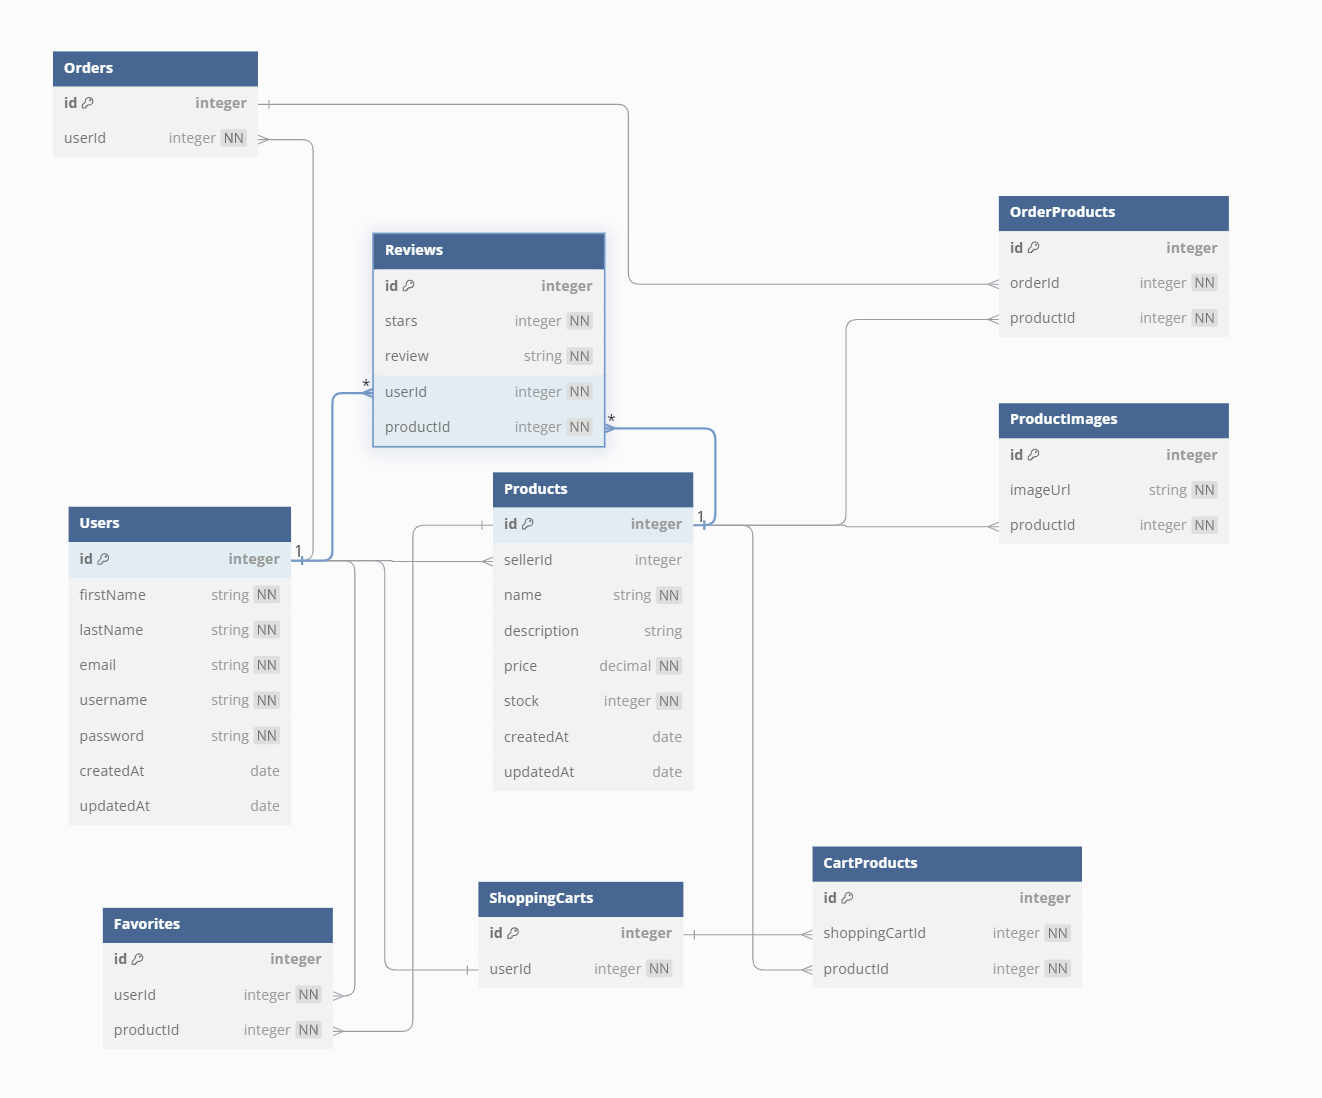 Orders
id integer
userId integer NN
OrderProducts
id integer
orderId integer NN
productId integer NN
Reviews
id integer
stars integer NN
review string NN
* userId integer NN
productId integer NN *
ProductImages
id integer
imageUrl string NN
productId integer NN
Products
id integer 1
sellerId integer
name string NN
description string
price decimal NN
stock integer NN
createdAt date
updatedAt date
Users
id integer 1
firstName string NN
lastName string NN
email string NN
username string NN
password string NN
createdAt date
updatedAt date
CartProducts
id integer
shoppingCartId integer NN
productId integer NN
ShoppingCarts
id integer
userId integer NN
Favorites
id integer
userId integer NN
productId integer NN